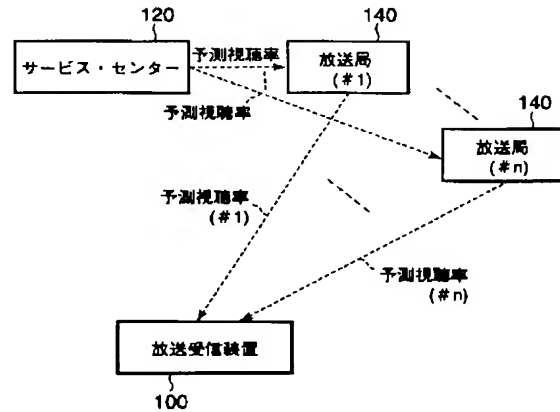 120
140
サービス・センター
予測視聴率
放送局
(#1)
予測視聴率
140
放送局
(#n)
予測視聴率
(#1)
予測視聴率
(#n)
放送受信装置
100